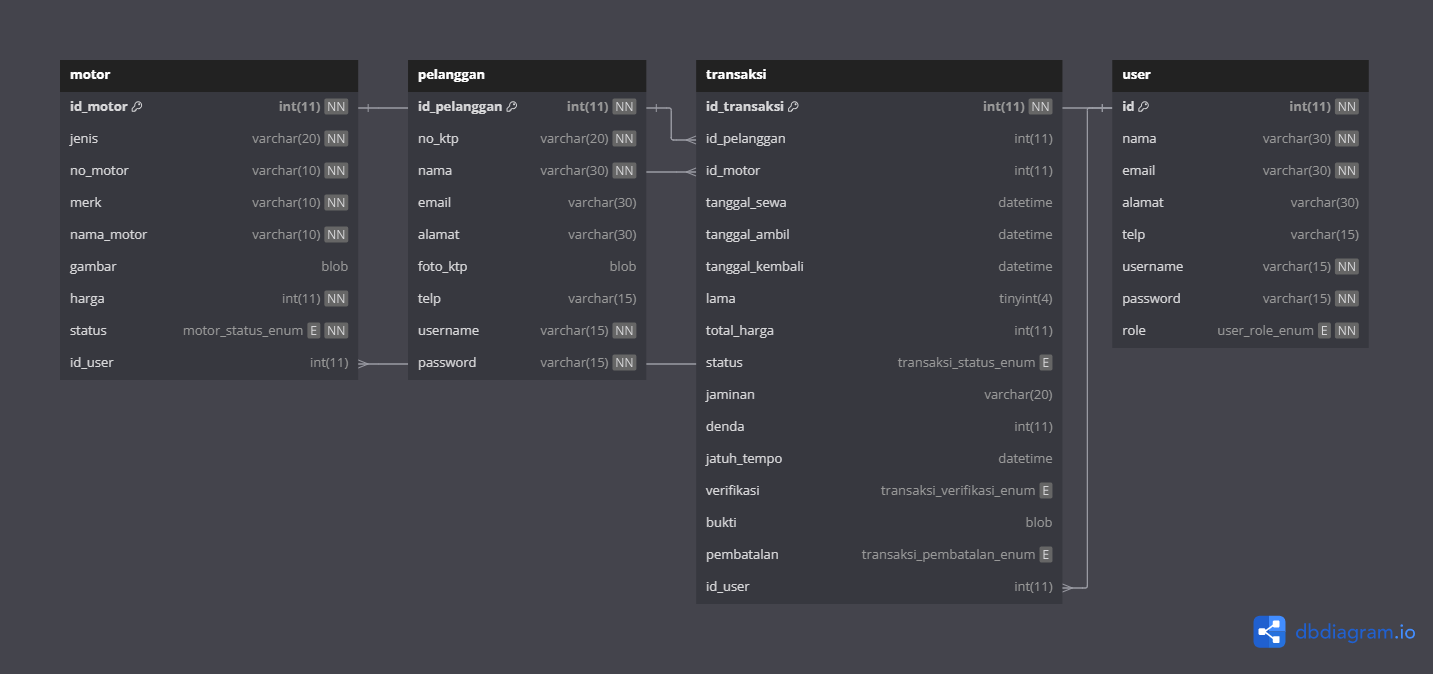 motor
id_motor int(11) NN
jenis varchar(20) NN
no_motor varchar(10) NN
merk varchar(10) NN
nama_motor varchar(10) NN
gambar blob
harga int(11) NN
status motor_status_enum E NN
id_user int(11)
pelanggan
id_pelanggan int(11) NN
no_ktp varchar(20) NN
nama varchar(30) NN
email varchar(30)
alamat varchar(30)
foto_ktp blob
telp varchar(15)
username varchar(15) NN
password varchar(15) NN
transaksi
id_transaksi int(11) NN
id_pelanggan int(11)
id_motor int(11)
tanggal_sewa datetime
tanggal_ambil datetime
tanggal_kembali datetime
lama tinyint(4)
total_harga int(11)
status transaksi_status_enum E
jaminan varchar(20)
denda int(11)
jatuh_tempo datetime
verifikasi transaksi_verifikasi_enum E
bukti blob
pembatalan transaksi_pembatalan_enum E
id_user int(11)
user
id int(11) NN
nama varchar(30) NN
email varchar(30) NN
alamat varchar(30)
telp varchar(15)
username varchar(15) NN
password varchar(15) NN
role user_role_enum E NN
dbdiagram.io